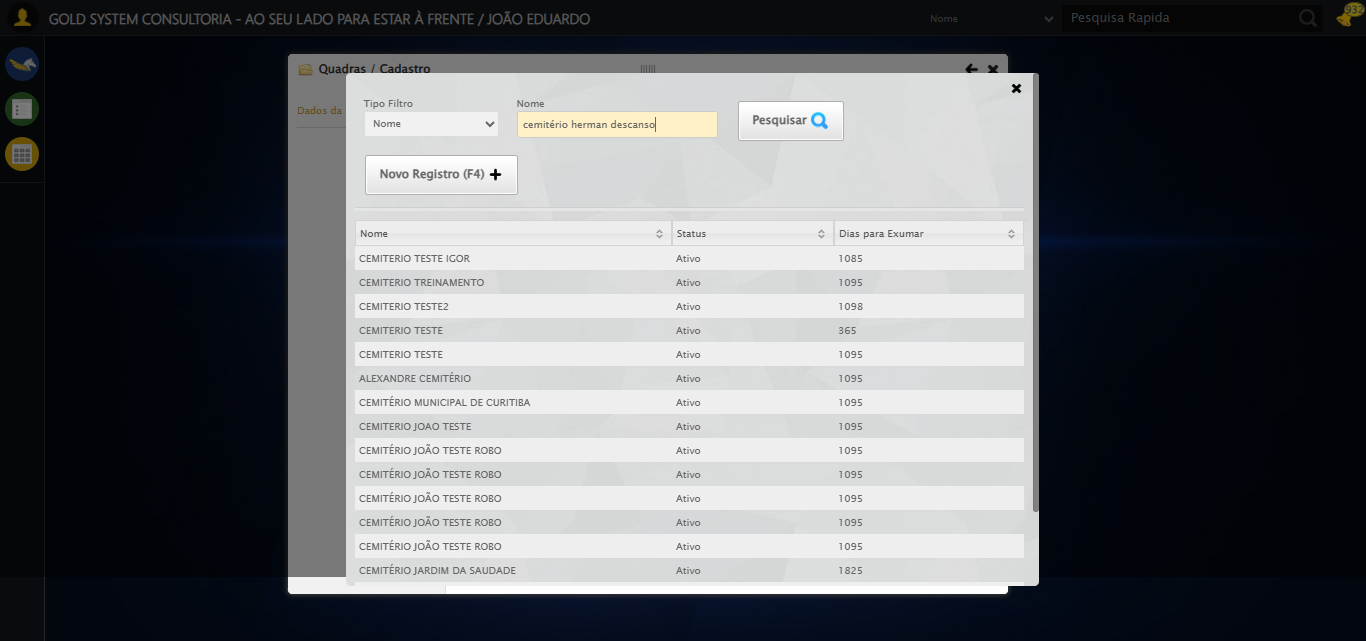 GOLD SYSTEM CONSULTORIA - AO SEU LADO PARA ESTAR À FRENTE / JOÃO EDUARDO
Nome
Pesquisa Rapida
932
Quadras / Cadastro
Dados da
Tipo Filtro
Nome
Nome
cemitério herman descanso
Pesquisar
Novo Registro (F4)
Nome Status Dias para Exumar
CEMITERIO TESTE IGOR Ativo 1085
CEMITERIO TREINAMENTO Ativo 1095
CEMITERIO TESTE2 Ativo 1098
CEMITERIO TESTE Ativo 365
CEMITERIO TESTE Ativo 1095
ALEXANDRE CEMITÉRIO Ativo 1095
CEMITÉRIO MUNICIPAL DE CURITIBA Ativo 1095
CEMITERIO JOAO TESTE Ativo 1095
CEMITÉRIO JOÃO TESTE ROBO Ativo 1095
CEMITÉRIO JOÃO TESTE ROBO Ativo 1095
CEMITÉRIO JOÃO TESTE ROBO Ativo 1095
CEMITÉRIO JOÃO TESTE ROBO Ativo 1095
CEMITÉRIO JOÃO TESTE ROBO Ativo 1095
CEMITÉRIO JARDIM DA SAUDADE Ativo 1825